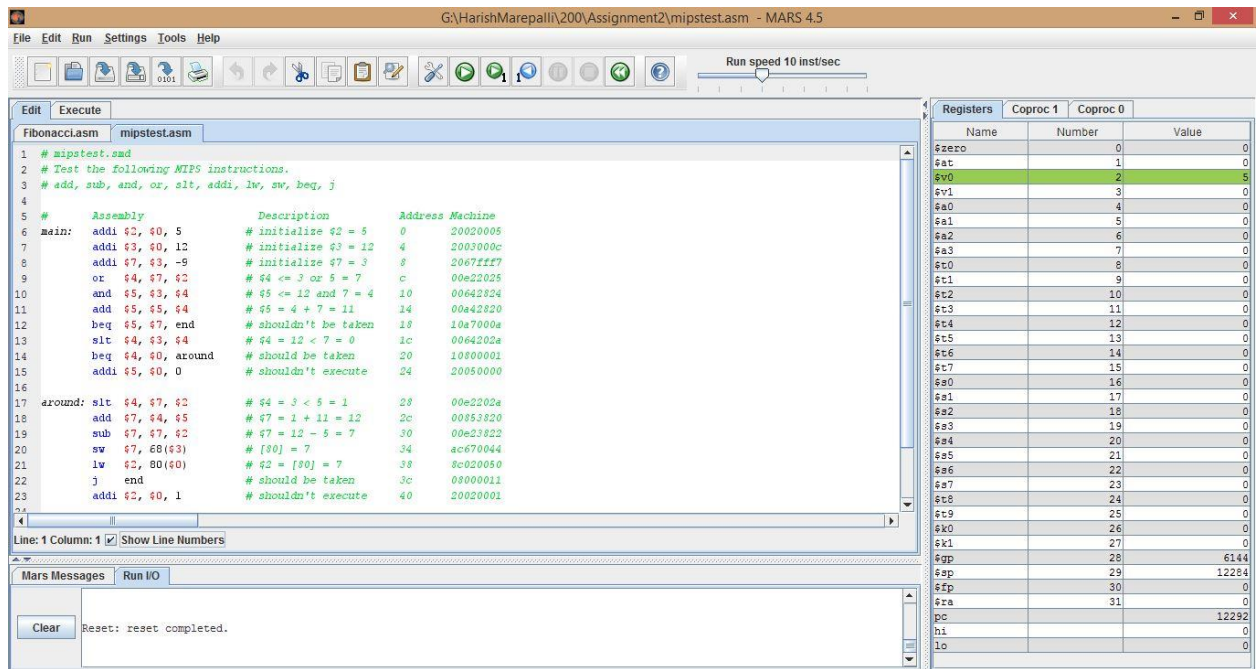 G:\HarishMarepalli\200\Assignment2\mipstest.asm - MARS 4.5
File Edit Run Settings Tools Help
Run speed 10 inst/sec
Edit Execute
Fibonacci.asm mipstest.asm
1 # mipstest.smd
2 # Test the following MIPS instructions.
3 # add, sub, and, or, slt, addi, lw, sw, beq, j
4
5 # Assembly Description Address Machine
6 main: addi $2, $0, 5 # initialize $2 = 5 0 20020005
7 addi $3, $0, 12 # initialize $3 = 12 4 2003000c
8 addi $7, $3, -9 # initialize $7 = 3 8 2067fff7
9 or $4, $7, $2 # $4 <= 3 or 5 = 7 c 00e22025
10 and $5, $3, $4 # $5 <= 12 and 7 = 4 10 00642824
11 add $5, $5, $4 # $5 = 4 + 7 = 11 14 00a42820
12 beq $5, $7, end # shouldn't be taken 18 10a7000a
13 slt $4, $3, $4 # $4 = 12 < 7 = 0 1c 0064202a
14 beq $4, $0, around # should be taken 20 10800001
15 addi $5, $0, 0 # shouldn't execute 24 20050000
16
17 around: slt $4, $7, $2 # $4 = 3 < 5 = 1 28 00e2202a
18 add $7, $4, $5 # $7 = 1 + 11 = 12 2c 00853820
19 sub $7, $7, $2 # $7 = 12 - 5 = 7 30 00e23822
20 sw $7, 68($3) # [80] = 7 34 ac670044
21 lw $2, 80($0) # $2 = [80] = 7 38 8c020050
22 j end # should be taken 3c 08000011
23 addi $2, $0, 1 # shouldn't execute 40 20020001
24
Line: 1 Column: 1 Show Line Numbers
Mars Messages Run I/O
Clear
Reset: reset completed.
Registers Coproc 1 Coproc 0
Name Number Value
$zero 0 0
$at 1 0
$v0 2 5
$v1 3 0
$a0 4 0
$a1 5 0
$a2 6 0
$a3 7 0
$t0 8 0
$t1 9 0
$t2 10 0
$t3 11 0
$t4 12 0
$t5 13 0
$t6 14 0
$t7 15 0
$s0 16 0
$s1 17 0
$s2 18 0
$s3 19 0
$s4 20 0
$s5 21 0
$s6 22 0
$s7 23 0
$t8 24 0
$t9 25 0
$k0 26 0
$k1 27 0
$gp 28 6144
$sp 29 12284
$fp 30 0
$ra 31 0
pc 12292
hi 0
lo 0